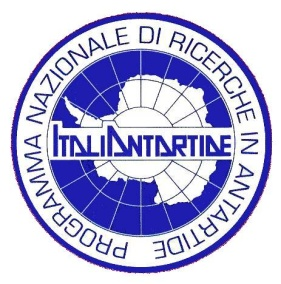 PROGRAMMA NAZIONALE DI RICERCHE IN ANTARTIDE
ITALIANTARTIDE